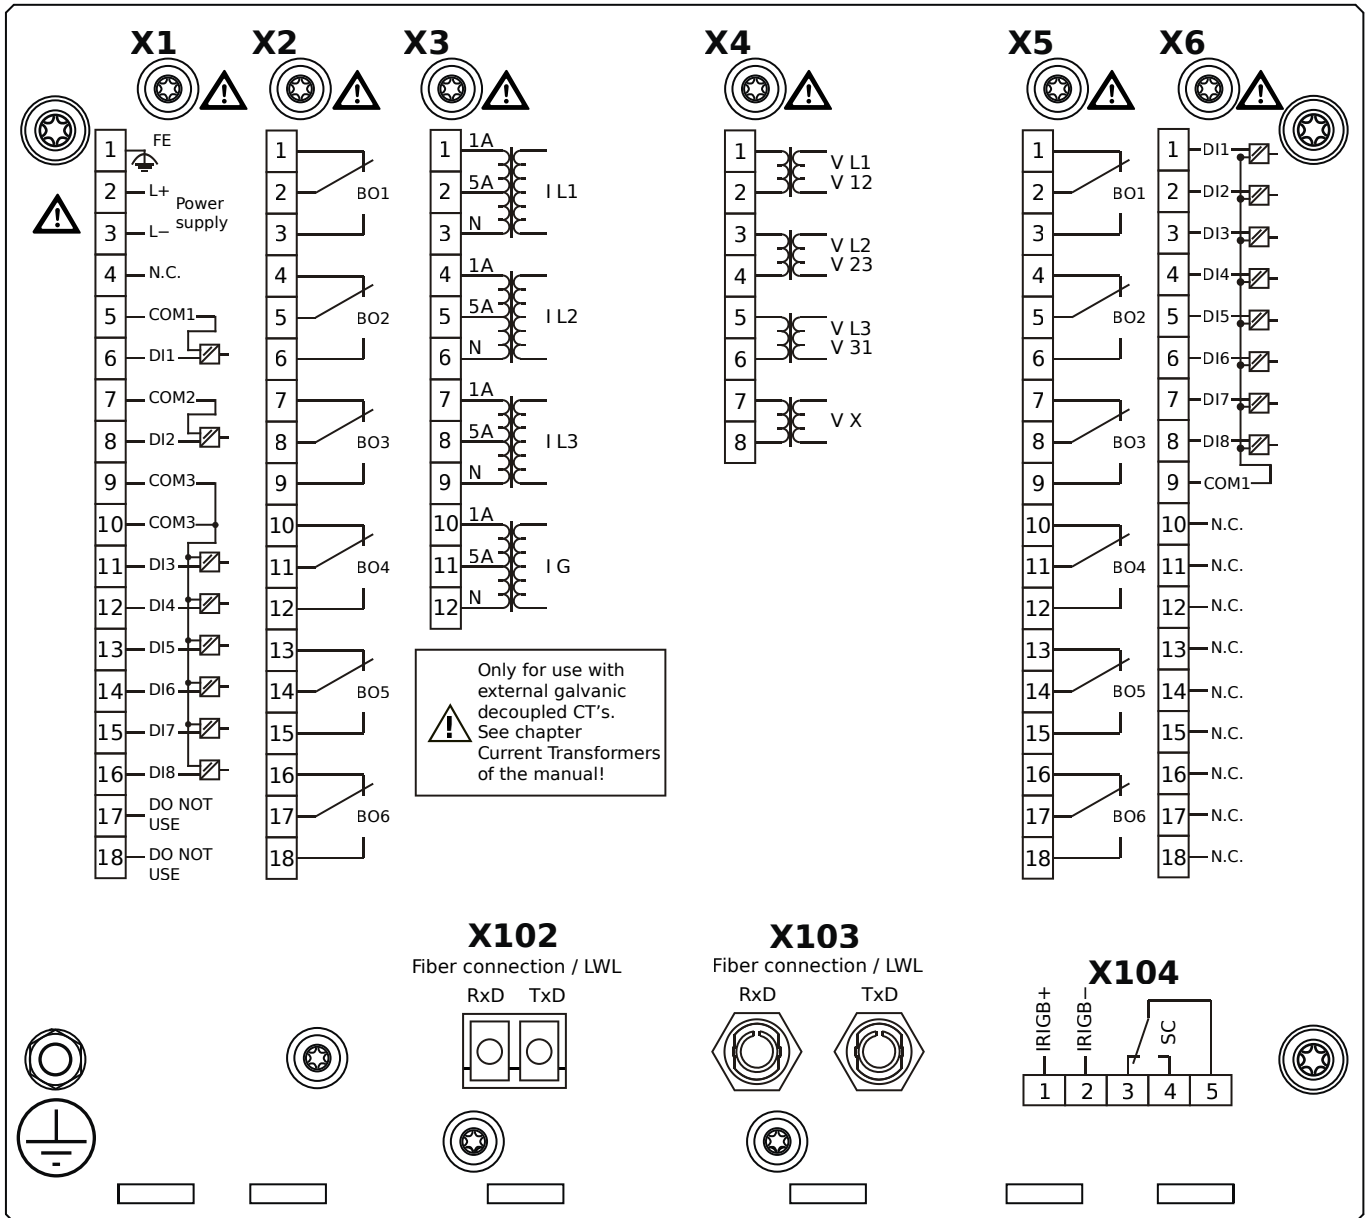 X1
X2
X3
X4
X5
X6
1
FE
2
L+
Power
supply
3
L−
4
N.C.
5
COM1
6
DI1
7
COM2
8
DI2
9
COM3
10
COM3
11
DI3
12
DI4
13
DI5
14
DI6
15
DI7
16
DI8
17
DO NOT
USE
18
DO NOT
USE
1
2
BO1
3
4
5
BO2
6
7
8
BO3
9
10
11
BO4
12
13
14
BO5
15
16
17
BO6
18
1
1A
2
5A
I L1
3
N
4
1A
5
5A
I L2
6
N
7
1A
8
5A
I L3
9
N
10
1A
11
5A
I G
12
N
Only for use with
external galvanic
decoupled CT's.
See chapter
Current Transformers
of the manual!
1
V L1
2
V 12
3
V L2
4
V 23
5
V L3
6
V 31
7
V X
8
1
2
BO1
3
4
5
BO2
6
7
8
BO3
9
10
11
BO4
12
13
14
BO5
15
16
17
BO6
18
1
DI1
2
DI2
3
DI3
4
DI4
5
DI5
6
DI6
7
DI7
8
DI8
9
COM1
10
N.C.
11
N.C.
12
N.C.
13
N.C.
14
N.C.
15
N.C.
16
N.C.
17
N.C.
18
N.C.
X102
Fiber connection / LWL
RxD TxD
X103
Fiber connection / LWL
RxD TxD
X104
IRIGB+
IRIGB−
SC
1 2 3 4 5